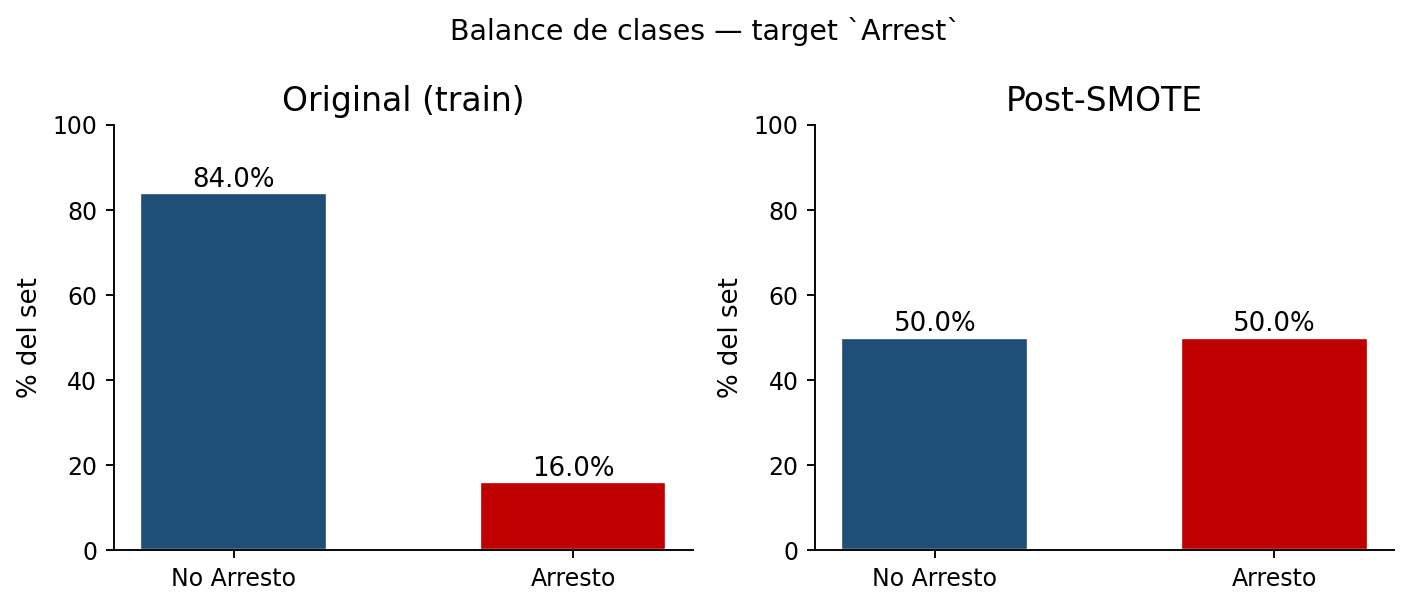 Balance de clases — target `Arrest`
Original (train)
% del set
100
80
60
40
20
0
84.0%
16.0%
No Arresto
Arresto
Post-SMOTE
% del set
100
80
60
40
20
0
50.0%
50.0%
No Arresto
Arresto